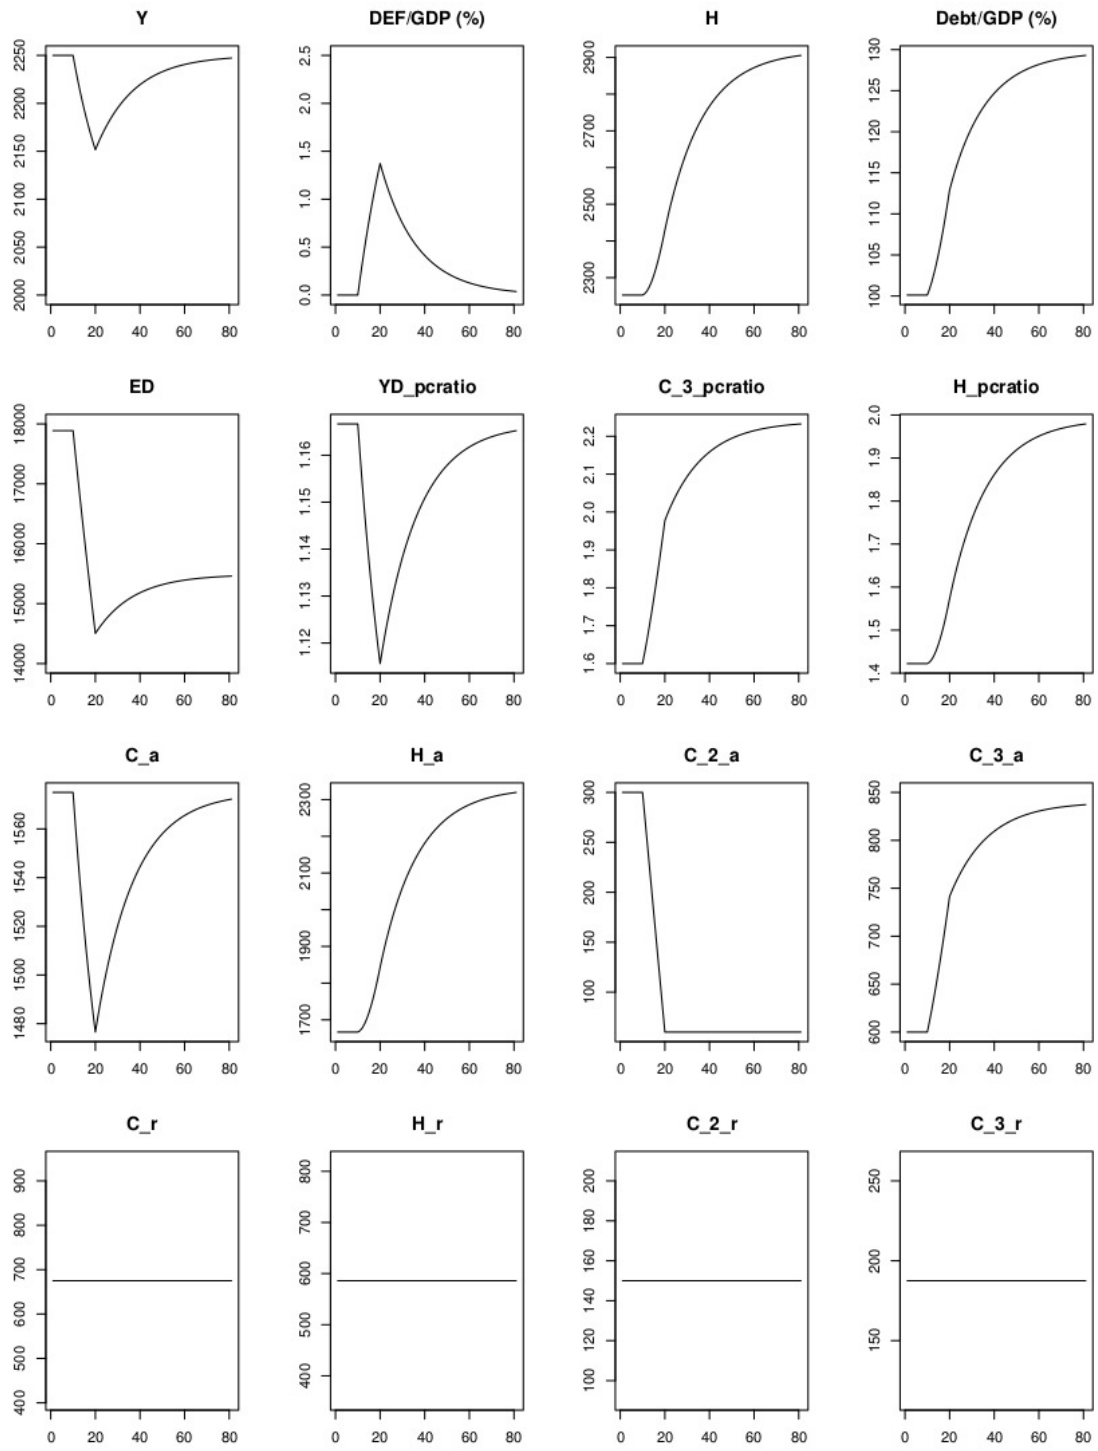 Y DEF/GDP (%) H Debt/GDP (%)
2000 2050 2100 2150 2200 2250
0.0 0.5 1.0 1.5 2.0 2.5
2300 2500 2700 2900
100 105 110 115 120 125 130
0 20 40 60 80 0 20 40 60 80 0 20 40 60 80 0 20 40 60 80
ED YD_pcratio C_3_pcratio H_pcratio
14000 15000 16000 17000 18000
1.12 1.13 1.14 1.15 1.16
1.6 1.7 1.8 1.9 2.0 2.1 2.2
1.4 1.5 1.6 1.7 1.8 1.9 2.0
0 20 40 60 80 0 20 40 60 80 0 20 40 60 80 0 20 40 60 80
C_a H_a C_2_a C_3_a
1480 1500 1520 1540 1560
1700 1900 2100 2300
100 150 200 250 300
600 650 700 750 800 850
0 20 40 60 80 0 20 40 60 80 0 20 40 60 80 0 20 40 60 80
C_r H_r C_2_r C_3_r
400 500 600 700 800 900
400 500 600 700 800
100 120 140 160 180 200
150 200 250
0 20 40 60 80 0 20 40 60 80 0 20 40 60 80 0 20 40 60 80